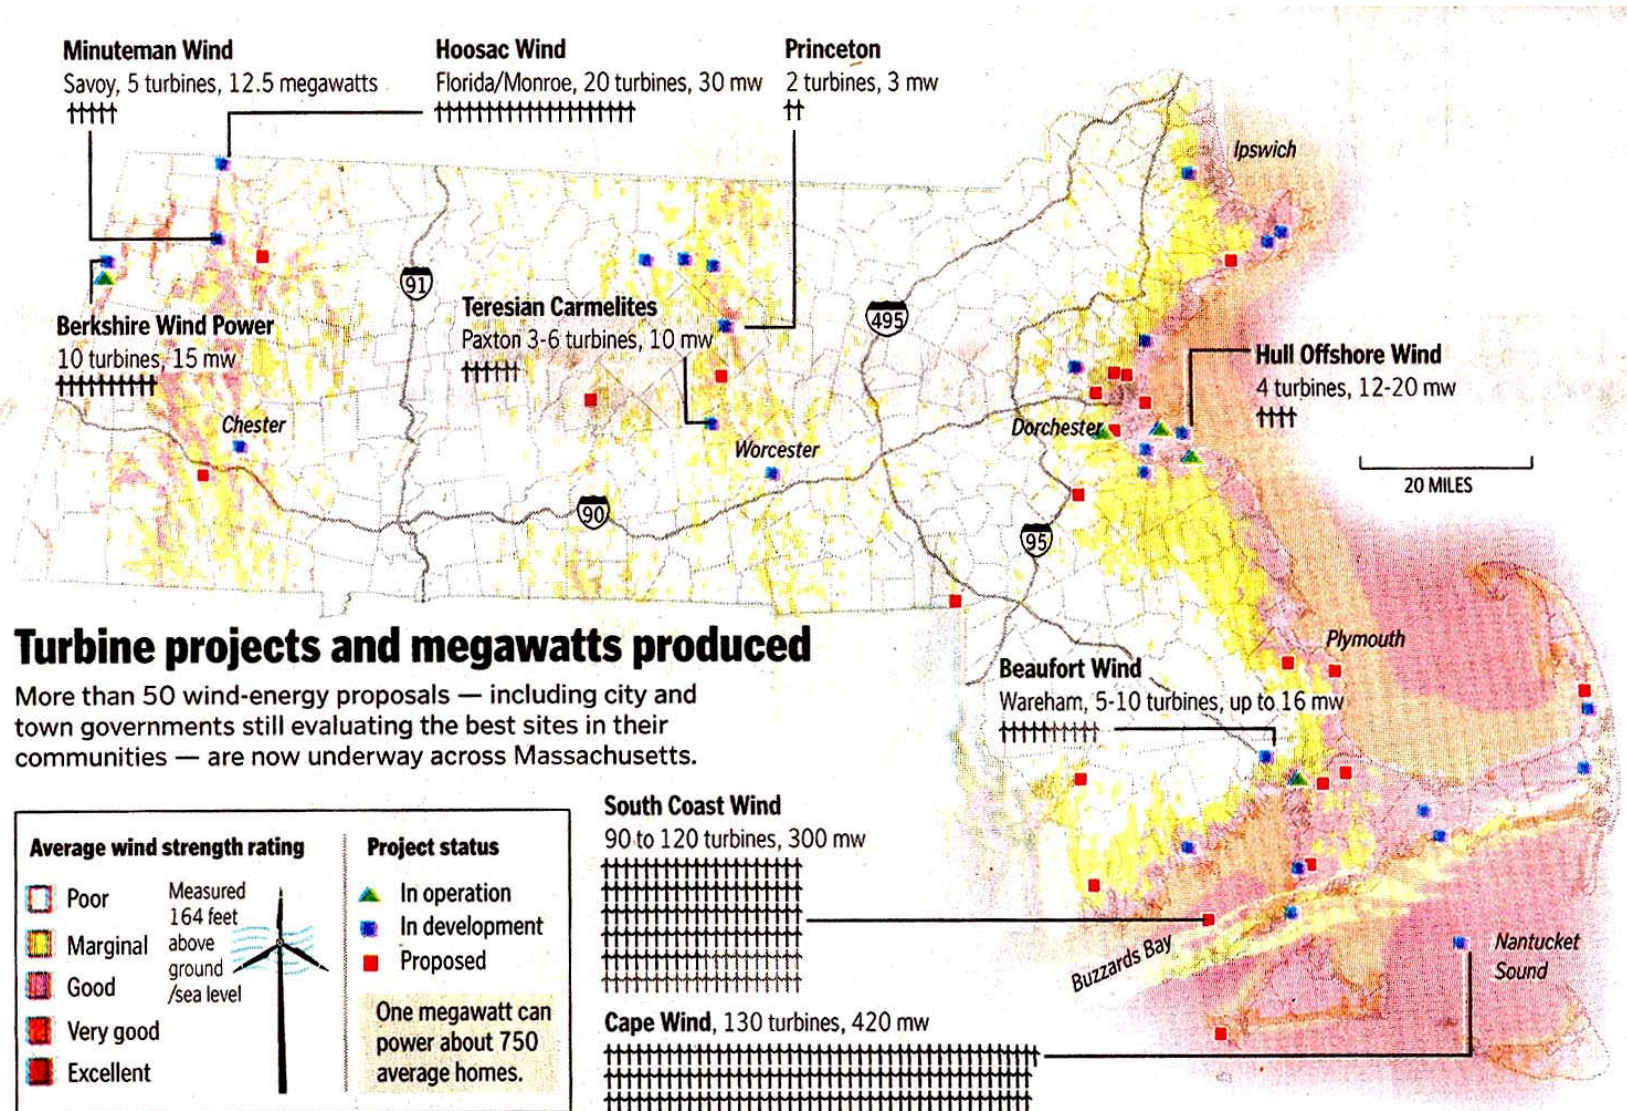 Minuteman Wind
Savoy, 5 turbines, 12.5 megawatts
Hoosac Wind
Florida/Monroe, 20 turbines, 30 mw
Princeton
2 turbines, 3 mw
Ipswich
91
Teresian Carmelites
Paxton 3-6 turbines, 10 mw
495
Berkshire Wind Power
10 turbines, 15 mw
Hull Offshore Wind
4 turbines, 12-20 mw
Chester
Worcester
Dorchester
20 MILES
90
95
Turbine projects and megawatts produced
More than 50 wind-energy proposals — including city and
town governments still evaluating the best sites in their
communities — are now underway across Massachusetts.
Plymouth
Beaufort Wind
Wareham, 5-10 turbines, up to 16 mw
South Coast Wind
90 to 120 turbines, 300 mw
Buzzards Bay
Nantucket
Sound
Cape Wind, 130 turbines, 420 mw
Average wind strength rating
Poor
Marginal
Good
Very good
Excellent
Measured
164 feet
above
ground
/sea level
Project status
In operation
In development
Proposed
One megawatt can
power about 750
average homes.